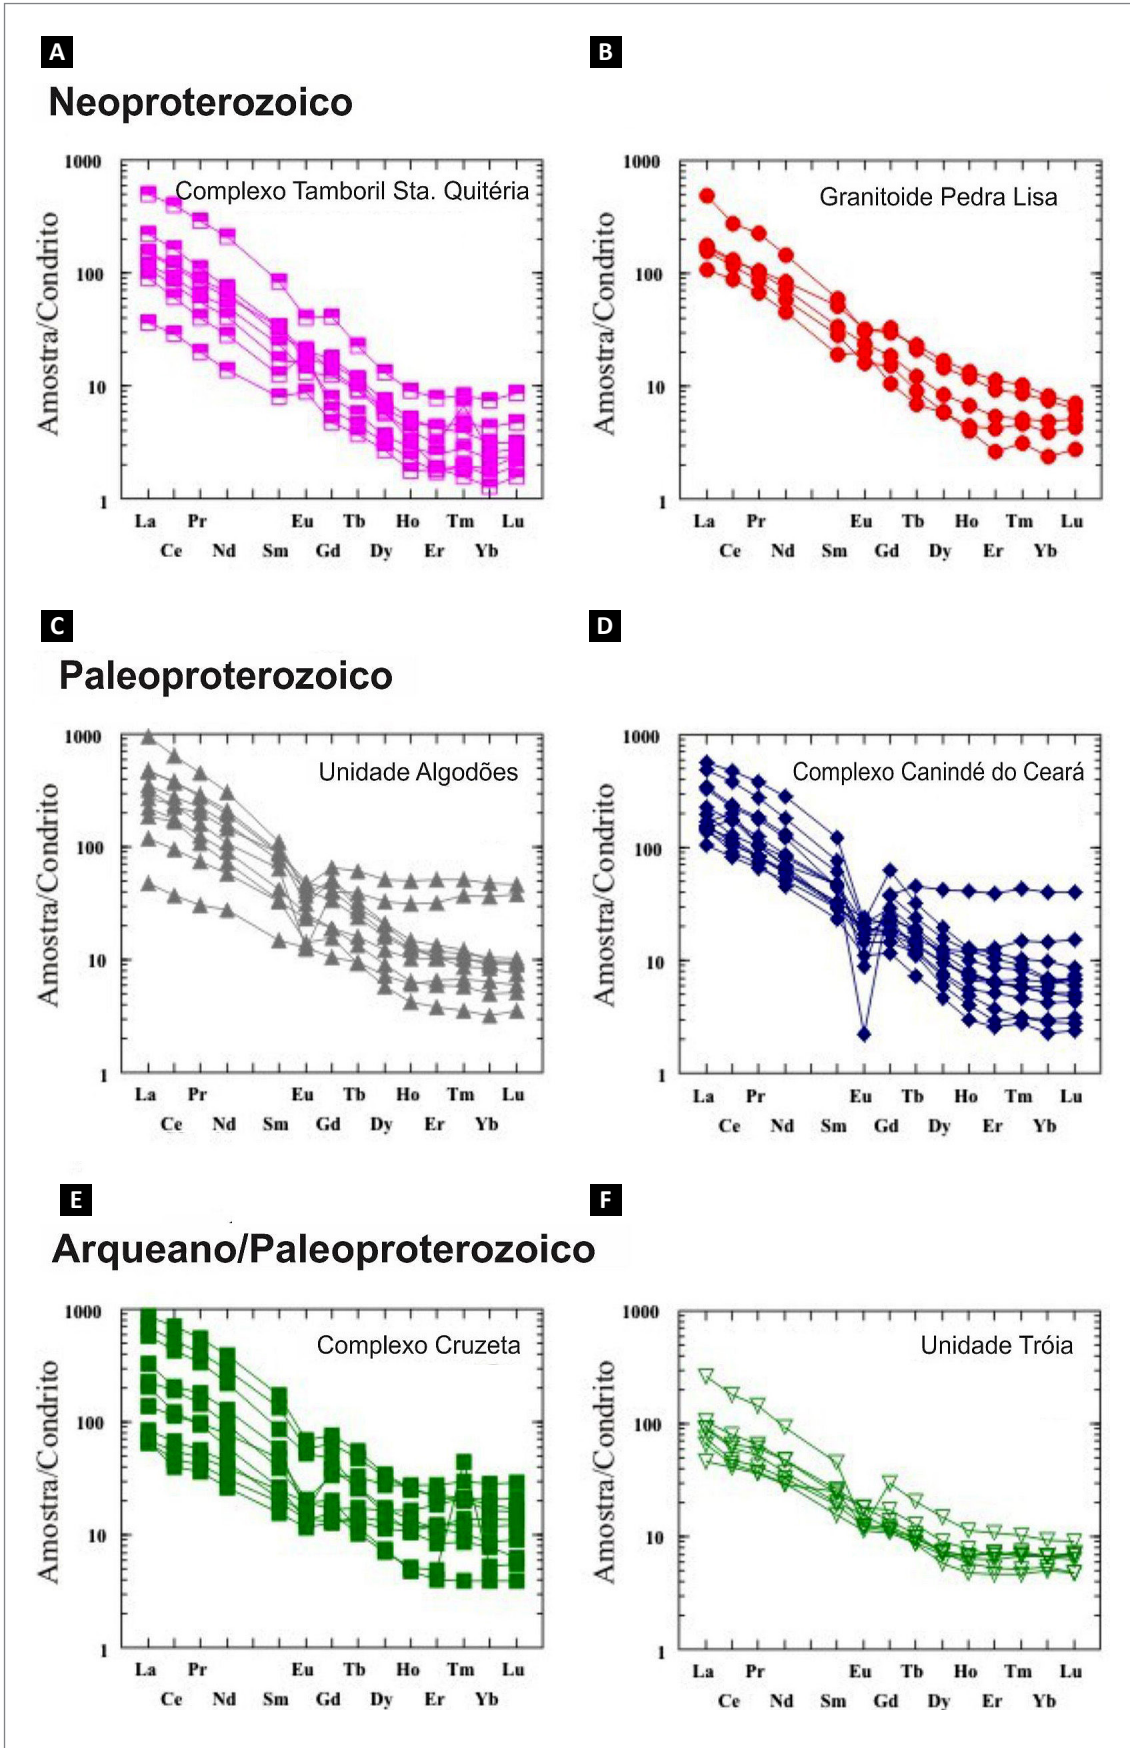 A
B
Neoproterozoico
Complexo Tamboril Sta. Quitéria
Amostra/Condrito
1000
100
10
1
La Pr Eu Tb Ho Tm Lu
Ce Nd Sm Gd Dy Er Yb
Granitoide Pedra Lisa
Amostra/Condrito
1000
100
10
1
La Pr Eu Tb Ho Tm Lu
Ce Nd Sm Gd Dy Er Yb
C
D
Paleoproterozoico
Unidade Algodões
Amostra/Condrito
1000
100
10
1
La Pr Eu Tb Ho Tm Lu
Ce Nd Sm Gd Dy Er Yb
Complexo Canindé do Ceará
Amostra/Condrito
1000
100
10
1
La Pr Eu Tb Ho Tm Lu
Ce Nd Sm Gd Dy Er Yb
E
F
Arqueano/Paleoproterozoico
Complexo Cruzeta
Amostra/Condrito
1000
100
10
1
La Pr Eu Tb Ho Tm Lu
Ce Nd Sm Gd Dy Er Yb
Unidade Tróia
Amostra/Condrito
1000
100
10
1
La Pr Eu Tb Ho Tm Lu
Ce Nd Sm Gd Dy Er Yb